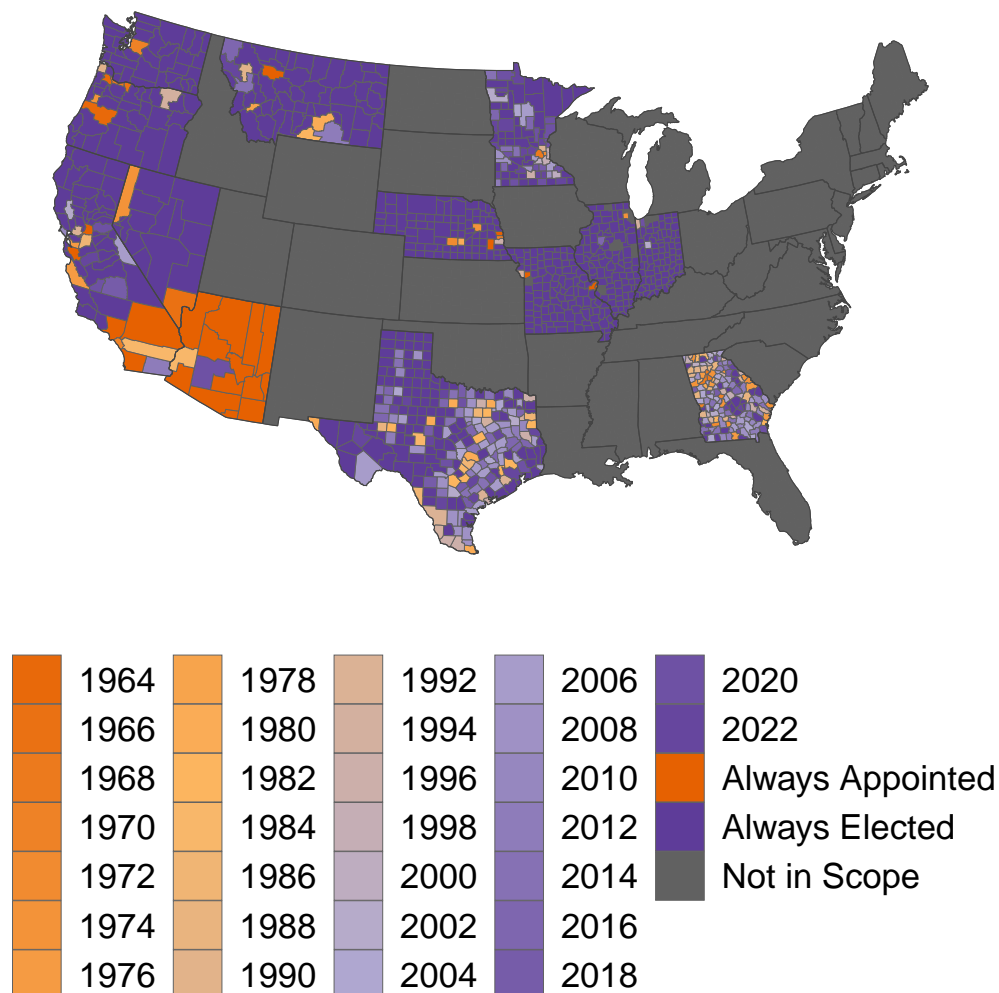 1964 1978 1992 2006 2020
1966 1980 1994 2008 2022
1968 1982 1996 2010 Always Appointed
1970 1984 1998 2012 Always Elected
1972 1986 2000 2014 Not in Scope
1974 1988 2002 2016
1976 1990 2004 2018